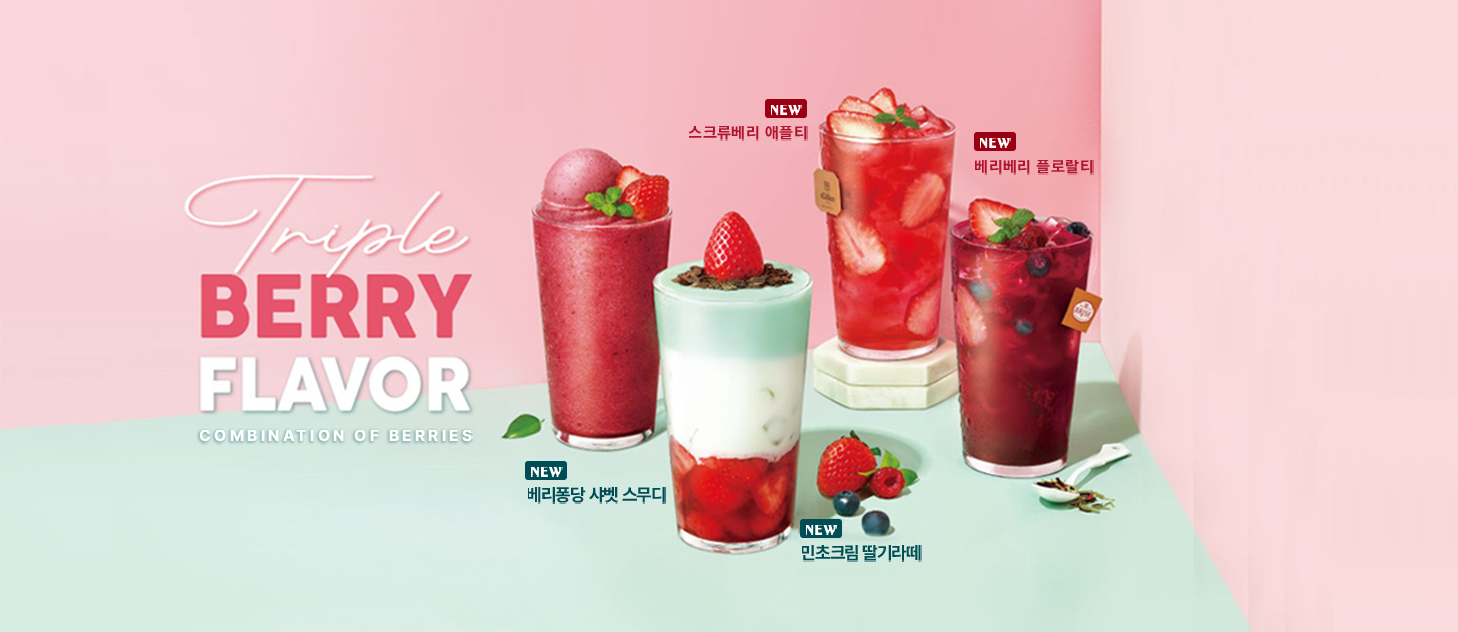 Triple
BERRY
FLAVOR
COMBINATION OF BERRIES
NEW
스크류베리 애플티
NEW
베리베리 플로랄티
NEW
베리퐁당 샤벳 스무디
NEW
민초크림 딸기라떼